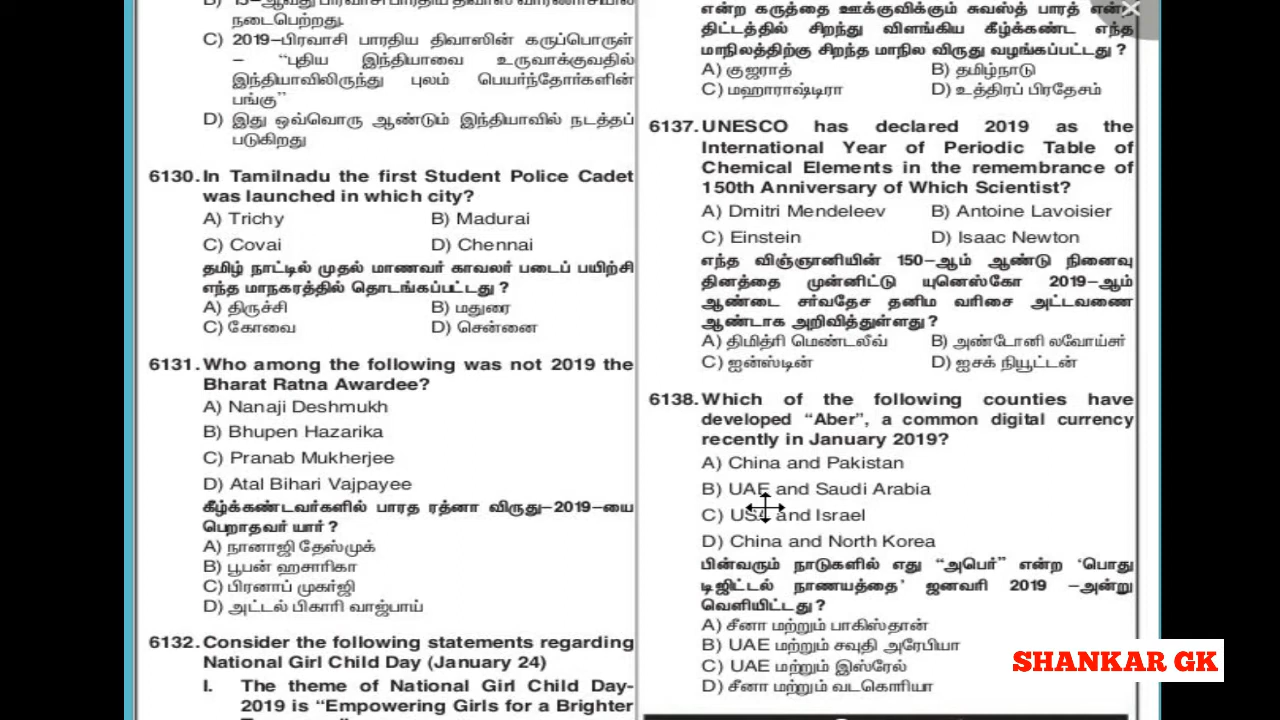 B) 15-ஆவது பிரவாசி பாரதிய திவாஸ் வாரணாசியில்
நடைபெற்றது.
C) 2019-பிரவாசி பாரதிய திவாஸின் கருப்பொருள்
– “புதிய இந்தியாவை உருவாக்குவதில்
இந்தியாவிலிருந்து புலம் பெயர்ந்தோர்களின்
பங்கு”
D) இது ஒவ்வொரு ஆண்டும் இந்தியாவில் நடத்தப்
படுகிறது
6130. In Tamilnadu the first Student Police Cadet
was launched in which city?
A) Trichy B) Madurai
C) Covai D) Chennai
தமிழ் நாட்டில் முதல் மாணவர் காவலர் படைப் பயிற்சி
எந்த மாநகரத்தில் தொடங்கப்பட்டது ?
A) திருச்சி B) மதுரை
C) கோவை D) சென்னை
6131. Who among the following was not 2019 the
Bharat Ratna Awardee?
A) Nanaji Deshmukh
B) Bhupen Hazarika
C) Pranab Mukherjee
D) Atal Bihari Vajpayee
கீழ்க்கண்டவர்களில் பாரத ரத்னா விருது-2019-யை
பெறாதவர் யார் ?
A) நானாஜி தேஸ்முக்
B) பூபன் ஹசாரிகா
C) பிரனாப் முகர்ஜி
D) அட்டல் பிகாரி வாஜ்பாய்
6132. Consider the following statements regarding
National Girl Child Day (January 24)
I. The theme of National Girl Child Day-
2019 is “Empowering Girls for a Brighter
என்ற கருத்தை ஊக்குவிக்கும் சுவஸ்த் பாரத் என்ற
திட்டத்தில் சிறந்து விளங்கிய கீழ்க்கண்ட எந்த
மாநிலத்திற்கு சிறந்த மாநில விருது வழங்கப்பட்டது ?
A) குஜராத் B) தமிழ்நாடு
C) மஹாராஷ்டிரா D) உத்திரப் பிரதேசம்
6137. UNESCO has declared 2019 as the
International Year of Periodic Table of
Chemical Elements in the remembrance of
150th Anniversary of Which Scientist?
A) Dmitri Mendeleev B) Antoine Lavoisier
C) Einstein D) Isaac Newton
எந்த விஞ்ஞானியின் 150-ஆம் ஆண்டு நினைவு
தினத்தை முன்னிட்டு யுனெஸ்கோ 2019-ஆம்
ஆண்டை சர்வதேச தனிம வரிசை அட்டவணை
ஆண்டாக அறிவித்துள்ளது ?
A) திமித்ரி மெண்டலீவ் B) அண்டோனி லவோய்சர்
C) ஐன்ஸ்டின் D) ஐசக் நியூட்டன்
6138. Which of the following counties have
developed “Aber”, a common digital currency
recently in January 2019?
A) China and Pakistan
B) UAE and Saudi Arabia
C) USA and Israel
D) China and North Korea
பின்வரும் நாடுகளில் எது “அபெர்” என்ற ‘பொது
டிஜிட்டல் நாணயத்தை’ ஜனவரி 2019 -அன்று
வெளியிட்டது ?
A) சீனா மற்றும் பாகிஸ்தான்
B) UAE மற்றும் சவுதி அரேபியா
C) UAE மற்றும் இஸ்ரேல்
D) சீனா மற்றும் வடகொரியா
SHANKAR GK